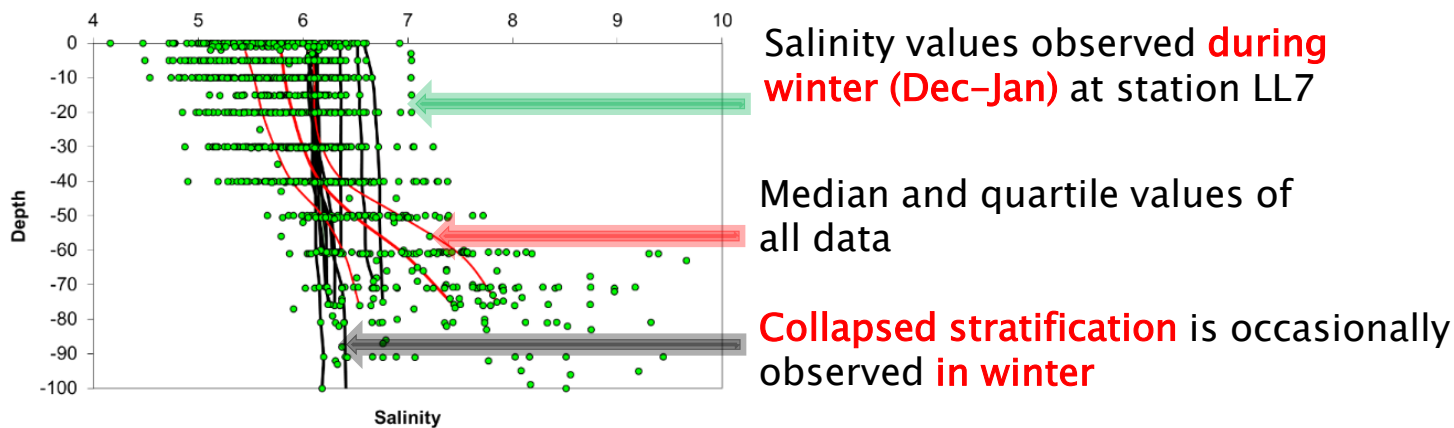 4 5 6 7 8 9 10
0
-10
-20
-30
-40
-50
-60
-70
-80
-90
-100
Depth
Salinity
Salinity values observed during
winter (Dec-Jan) at station LL7
Median and quartile values of
all data
Collapsed stratification is occasionally
observed in winter